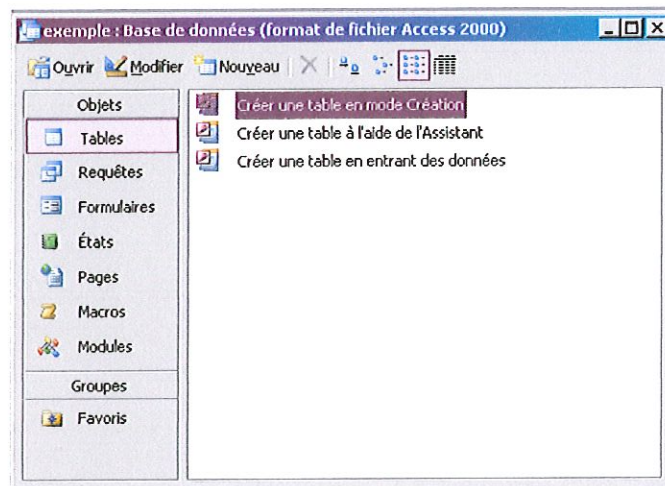 exemple : Base de données (format de fichier Access 2000)
Ouvrir Modifier Nouveau
Objets
Tables
Requêtes
Formulaires
États
Pages
Macros
Modules
Groupes
Favoris
Créer une table en mode Création
Créer une table à l'aide de l'Assistant
Créer une table en entrant des données